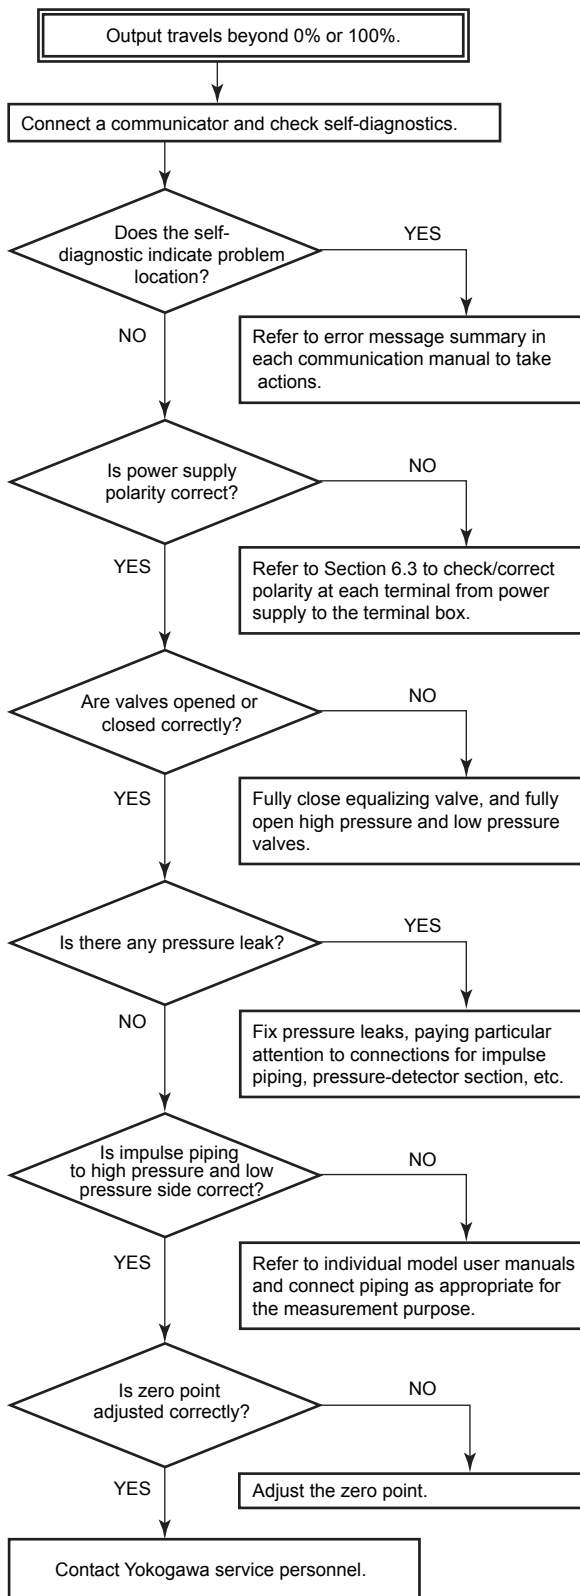 Output travels beyond 0% or 100%.
Connect a communicator and check self-diagnostics.
Does the self-
diagnostic indicate problem
location?
YES
NO
Refer to error message summary in
each communication manual to take
actions.
Is power supply
polarity correct?
NO
YES
Refer to Section 6.3 to check/correct
polarity at each terminal from power
supply to the terminal box.
Are valves opened or
closed correctly?
NO
YES
Fully close equalizing valve, and fully
open high pressure and low pressure
valves.
Is there any pressure leak?
YES
NO
Fix pressure leaks, paying particular
attention to connections for impulse
piping, pressure-detector section, etc.
Is impulse piping
to high pressure and low
pressure side correct?
NO
YES
Refer to individual model user manuals
and connect piping as appropriate for
the measurement purpose.
Is zero point
adjusted correctly?
NO
YES
Adjust the zero point.
Contact Yokogawa service personnel.